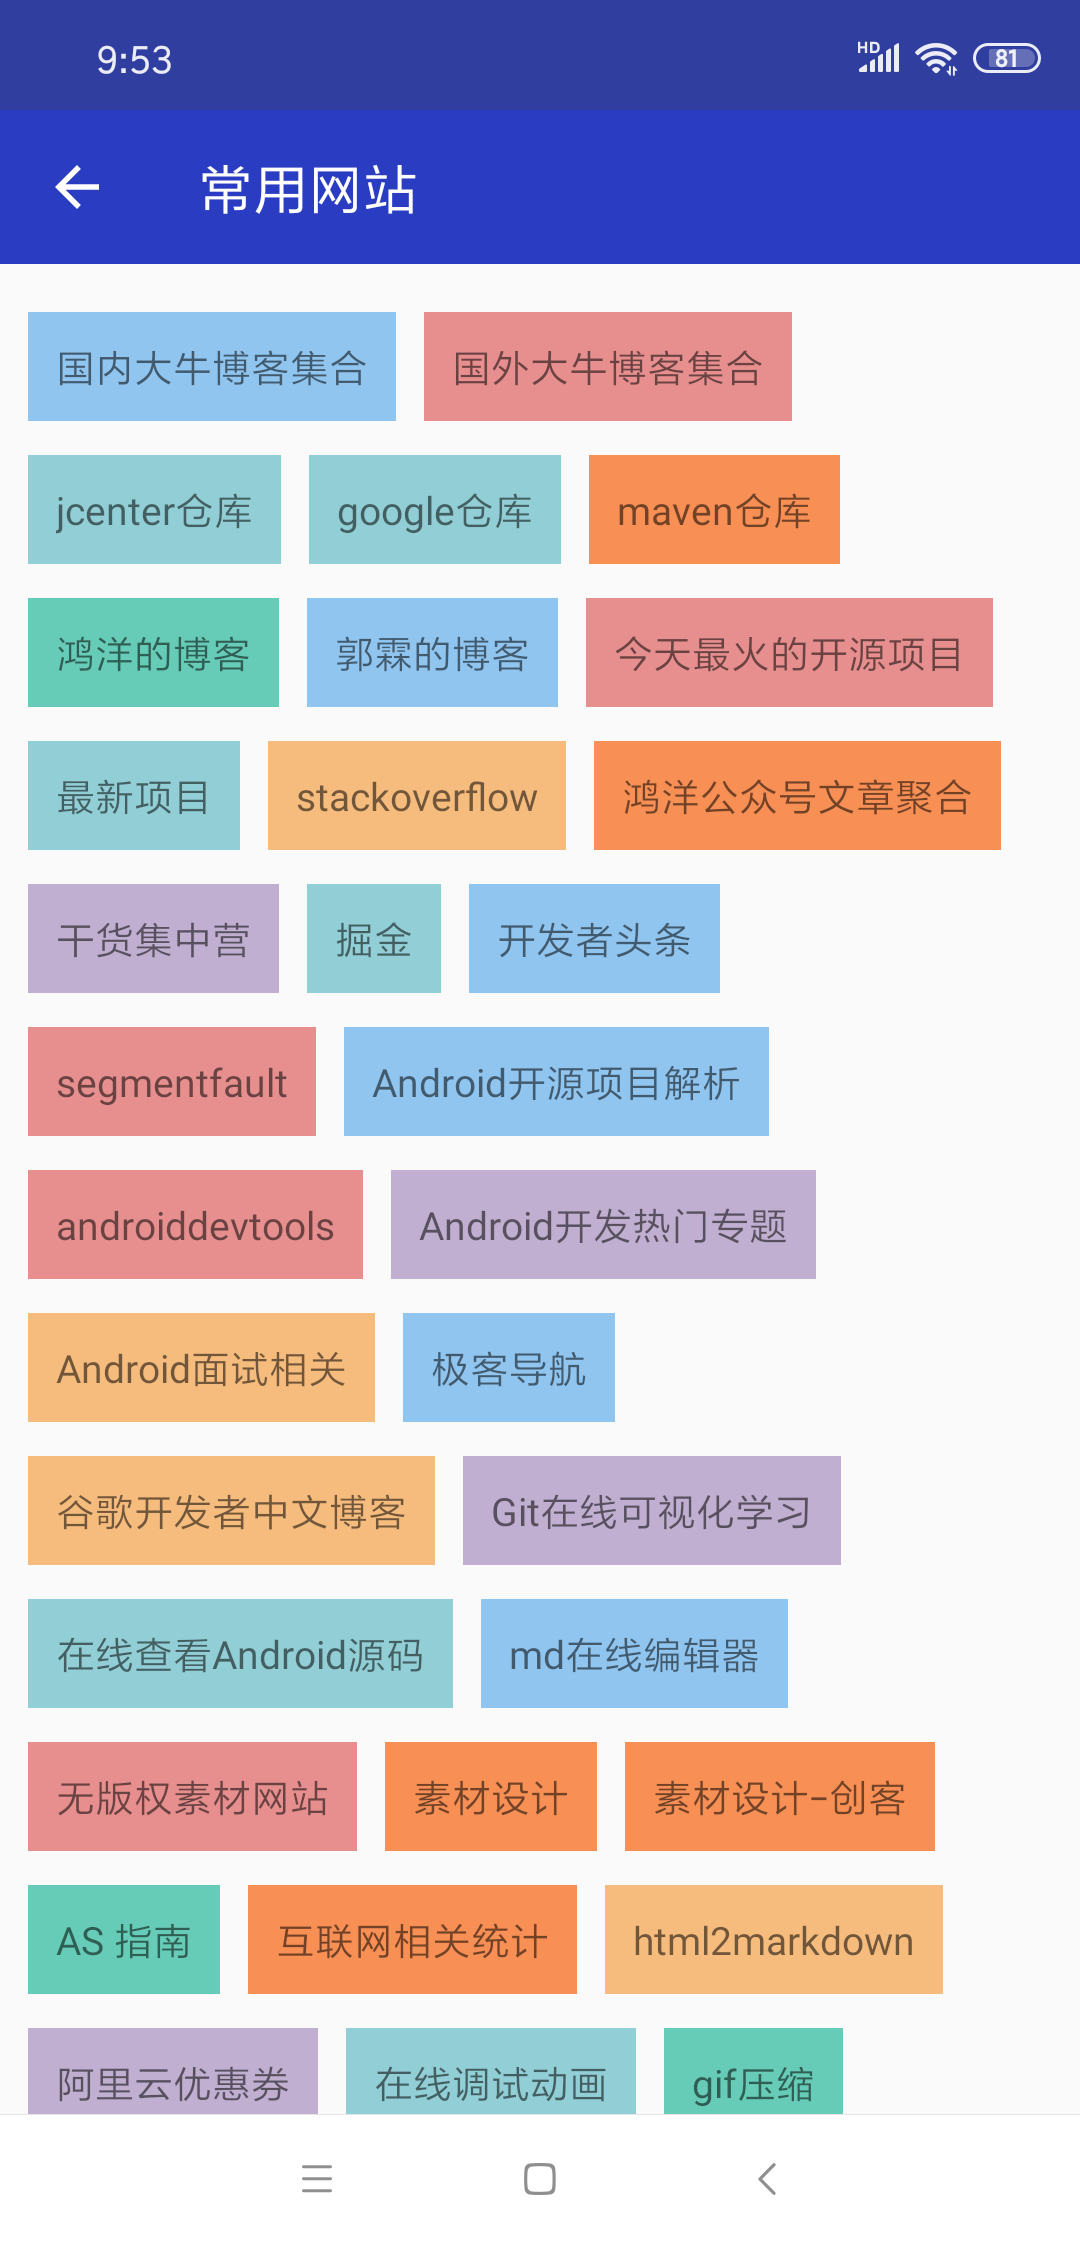 9:53 HD 81
常用网站
国内大牛博客集合 国外大牛博客集合
jcenter仓库 google仓库 maven仓库
鸿洋的博客 郭霖的博客 今天最火的开源项目
最新项目 stackoverflow 鸿洋公众号文章聚合
干货集中营 掘金 开发者头条
segmentfault Android开源项目解析
androiddevtools Android开发热门专题
Android面试相关 极客导航
谷歌开发者中文博客 Git在线可视化学习
在线查看Android源码 md在线编辑器
无版权素材网站 素材设计 素材设计-创客
AS 指南 互联网相关统计 html2markdown
阿里云优惠券 在线调试动画 gif压缩